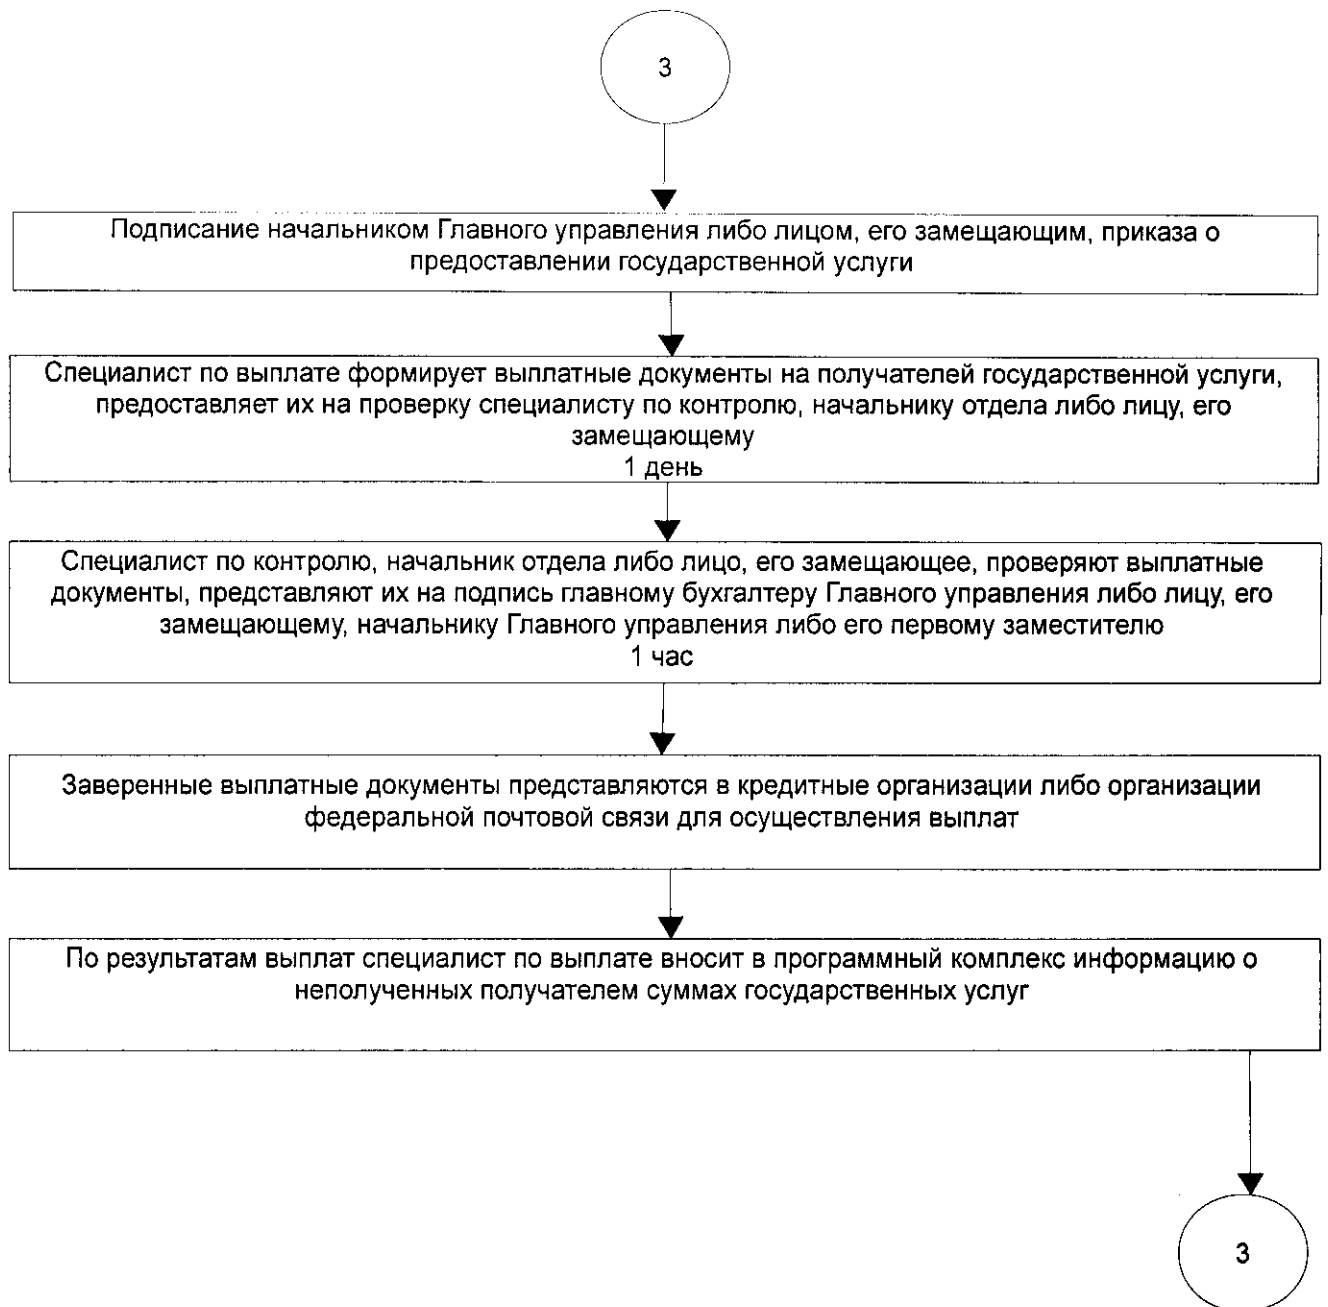 3
Подписание начальником Главного управления либо лицом, его замещающим, приказа о
предоставлении государственной услуги
Специалист по выплате формирует выплатные документы на получателей государственной услуги,
предоставляет их на проверку специалисту по контролю, начальнику отдела либо лицу, его
замещающему
1 день
Специалист по контролю, начальник отдела либо лицо, его замещающее, проверяют выплатные
документы, представляют их на подпись главному бухгалтеру Главного управления либо лицу, его
замещающему, начальнику Главного управления либо его первому заместителю
1 час
Заверенные выплатные документы представляются в кредитные организации либо организации
федеральной почтовой связи для осуществления выплат
По результатам выплат специалист по выплате вносит в программный комплекс информацию о
неполученных получателем суммах государственных услуг
3